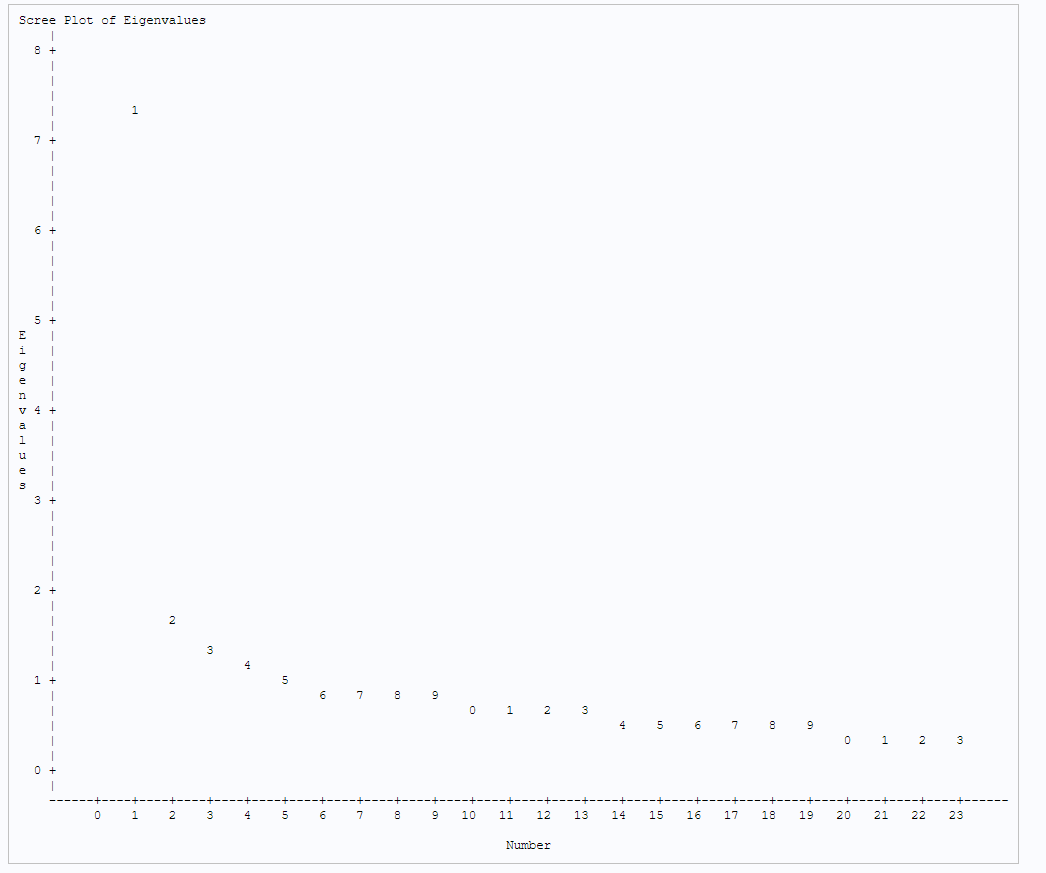 Scree Plot of Eigenvalues
|
8 +
|
|
|
| 1
|
7 +
|
|
|
|
|
6 +
|
|
|
|
|
5 +
E |
i |
g |
e |
n |
v 4 +
a |
l |
u |
e |
s |
3 +
|
|
|
|
|
2 +
|
| 2
|
| 3
| 4
1 + 5
| 6 7 8 9
| 0 1 2 3
| 4 5 6 7 8 9
| 0 1 2 3
|
0 +
|
------+----+----+----+----+----+----+----+----+----+----+----+----+----+----+----+----+----+----+----+----+----+----+----+------
0 1 2 3 4 5 6 7 8 9 10 11 12 13 14 15 16 17 18 19 20 21 22 23
Number